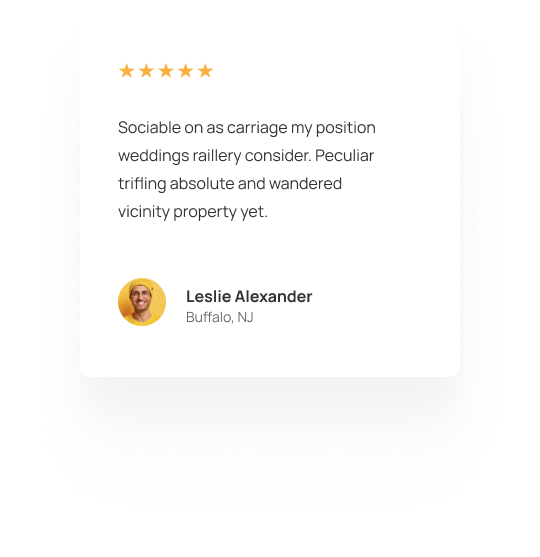 Sociable on as carriage my position
weddings raillery consider. Peculiar
trifling absolute and wandered
vicinity property yet.
Leslie Alexander
Buffalo, NJ